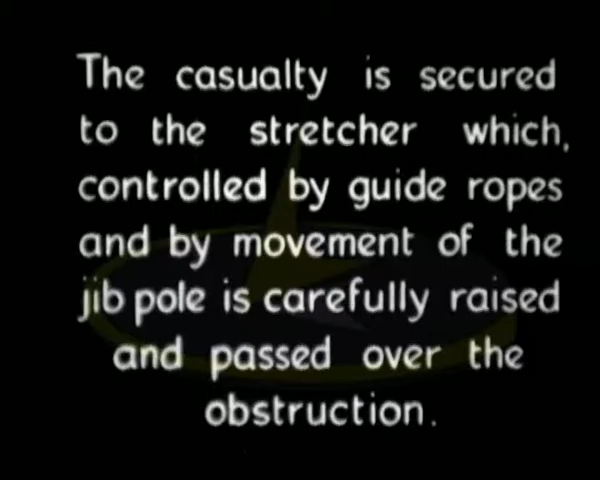 The casualty is secured
to the stretcher which,
controlled by guide ropes
and by movement of the
jib pole is carefully raised
and passed over the
obstruction.